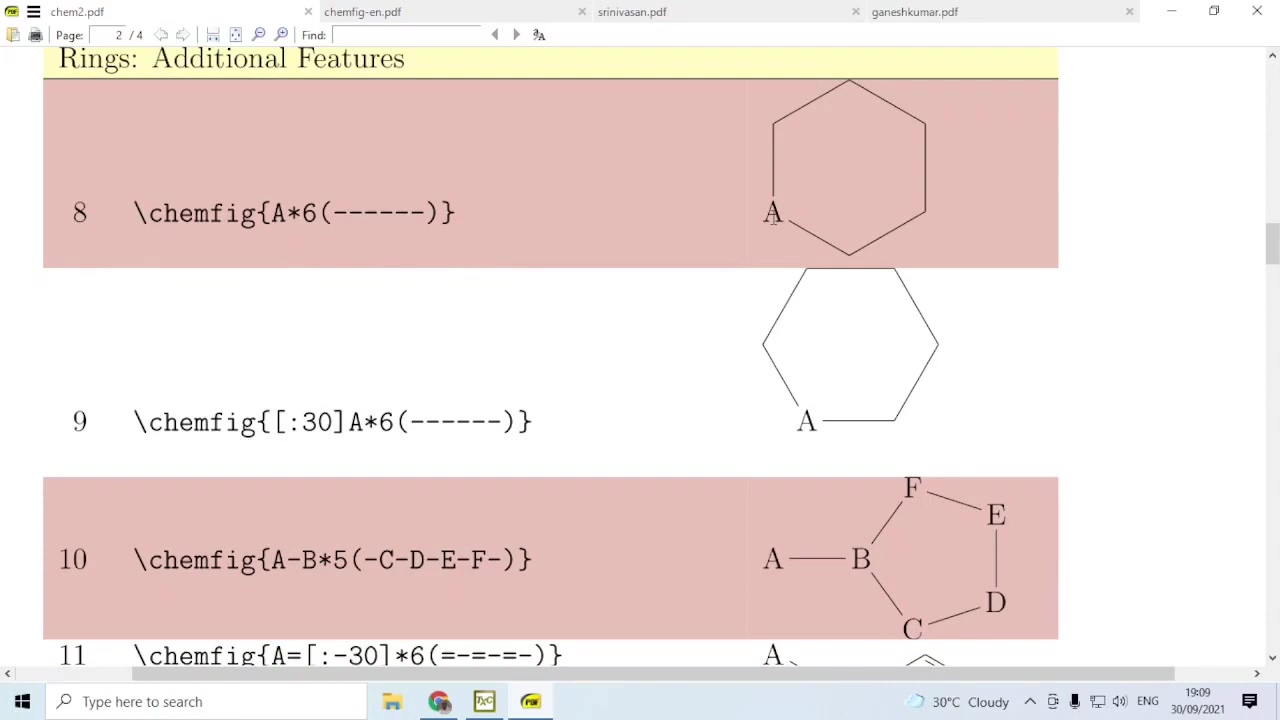 chem2.pdf chemfig-en.pdf srinivasan.pdf ganeshkumar.pdf
Page: 2 / 4 Find:
Rings: Additional Features
8 \chemfig{A*6(------)} A
9 \chemfig{[:30]A*6(------)} A
F
E
10 \chemfig{A-B*5(-C-D-E-F-)} A B
D
C
11 \chemfig{A=[:-30]*6(=-=-=-)} A
Type here to search 30°C Cloudy ENG 19:09
30/09/2021